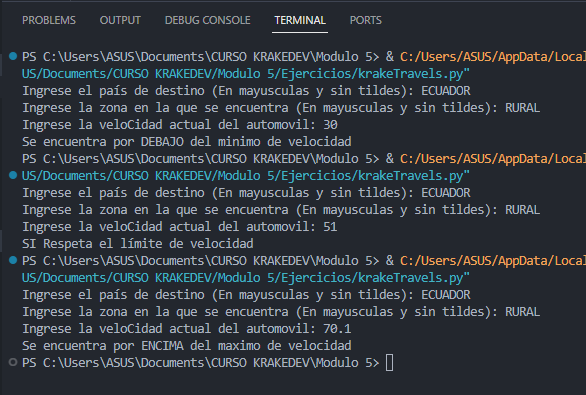 PROBLEMS OUTPUT DEBUG CONSOLE TERMINAL PORTS
PS C:\Users\ASUS\Documents\CURSO KRAKEDEV\Modulo 5> & C:/Users/ASUS/AppData/Loca
US/Documents/CURSO KRAKEDEV/Modulo 5/Ejercicios/krakeTravels.py"
Ingrese el país de destino (En mayusculas y sin tildes): ECUADOR
Ingrese la zona en la que se encuentra (En mayusculas y sin tildes): RURAL
Ingrese la veloCidad actual del automovil: 30
Se encuentra por DEBAJO del minimo de velocidad
PS C:\Users\ASUS\Documents\CURSO KRAKEDEV\Modulo 5> & C:/Users/ASUS/AppData/Loca
US/Documents/CURSO KRAKEDEV/Modulo 5/Ejercicios/krakeTravels.py"
Ingrese el país de destino (En mayusculas y sin tildes): ECUADOR
Ingrese la zona en la que se encuentra (En mayusculas y sin tildes): RURAL
Ingrese la veloCidad actual del automovil: 51
SI Respeta el límite de velocidad
PS C:\Users\ASUS\Documents\CURSO KRAKEDEV\Modulo 5> & C:/Users/ASUS/AppData/Loca
US/Documents/CURSO KRAKEDEV/Modulo 5/Ejercicios/krakeTravels.py"
Ingrese el país de destino (En mayusculas y sin tildes): ECUADOR
Ingrese la zona en la que se encuentra (En mayusculas y sin tildes): RURAL
Ingrese la veloCidad actual del automovil: 70.1
Se encuentra por ENCIMA del maximo de velocidad
PS C:\Users\ASUS\Documents\CURSO KRAKEDEV\Modulo 5>